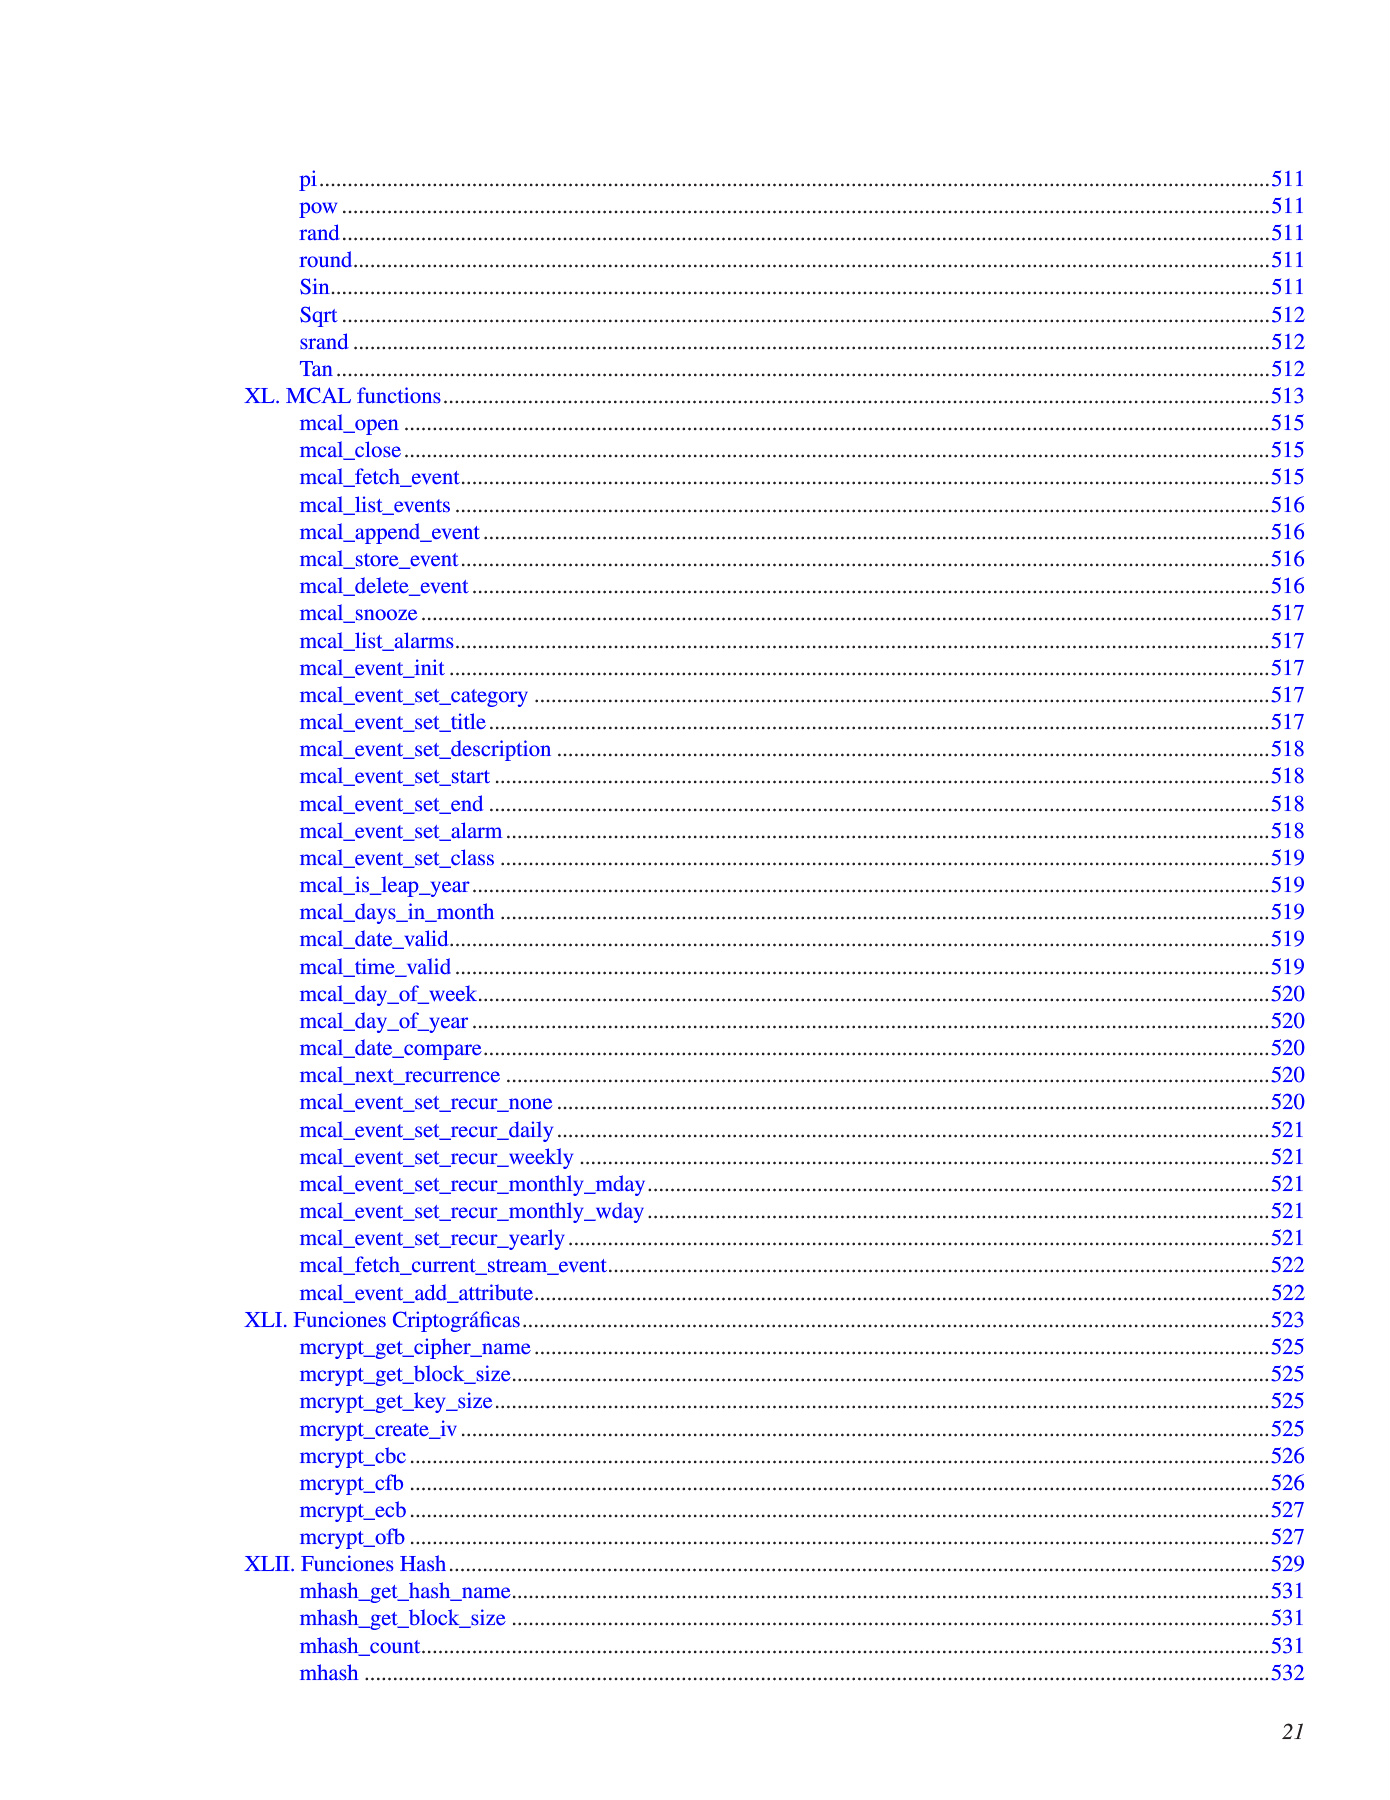 pi...511
pow...511
rand...511
round...511
Sin...511
Sqrt...512
srand...512
Tan...512
XL. MCAL functions...513
mcal_open...515
mcal_close...515
mcal_fetch_event...515
mcal_list_events...516
mcal_append_event...516
mcal_store_event...516
mcal_delete_event...516
mcal_snooze...517
mcal_list_alarms...517
mcal_event_init...517
mcal_event_set_category...517
mcal_event_set_title...517
mcal_event_set_description...518
mcal_event_set_start...518
mcal_event_set_end...518
mcal_event_set_alarm...518
mcal_event_set_class...519
mcal_is_leap_year...519
mcal_days_in_month...519
mcal_date_valid...519
mcal_time_valid...519
mcal_day_of_week...520
mcal_day_of_year...520
mcal_date_compare...520
mcal_next_recurrence...520
mcal_event_set_recur_none...520
mcal_event_set_recur_daily...521
mcal_event_set_recur_weekly...521
mcal_event_set_recur_monthly_mday...521
mcal_event_set_recur_monthly_wday...521
mcal_event_set_recur_yearly...521
mcal_fetch_current_stream_event...522
mcal_event_add_attribute...522
XLI. Funciones Criptográficas...523
mcrypt_get_cipher_name...525
mcrypt_get_block_size...525
mcrypt_get_key_size...525
mcrypt_create_iv...525
mcrypt_cbc...526
mcrypt_cfb...526
mcrypt_ecb...527
mcrypt_ofb...527
XLII. Funciones Hash...529
mhash_get_hash_name...531
mhash_get_block_size...531
mhash_count...531
mhash...532
21